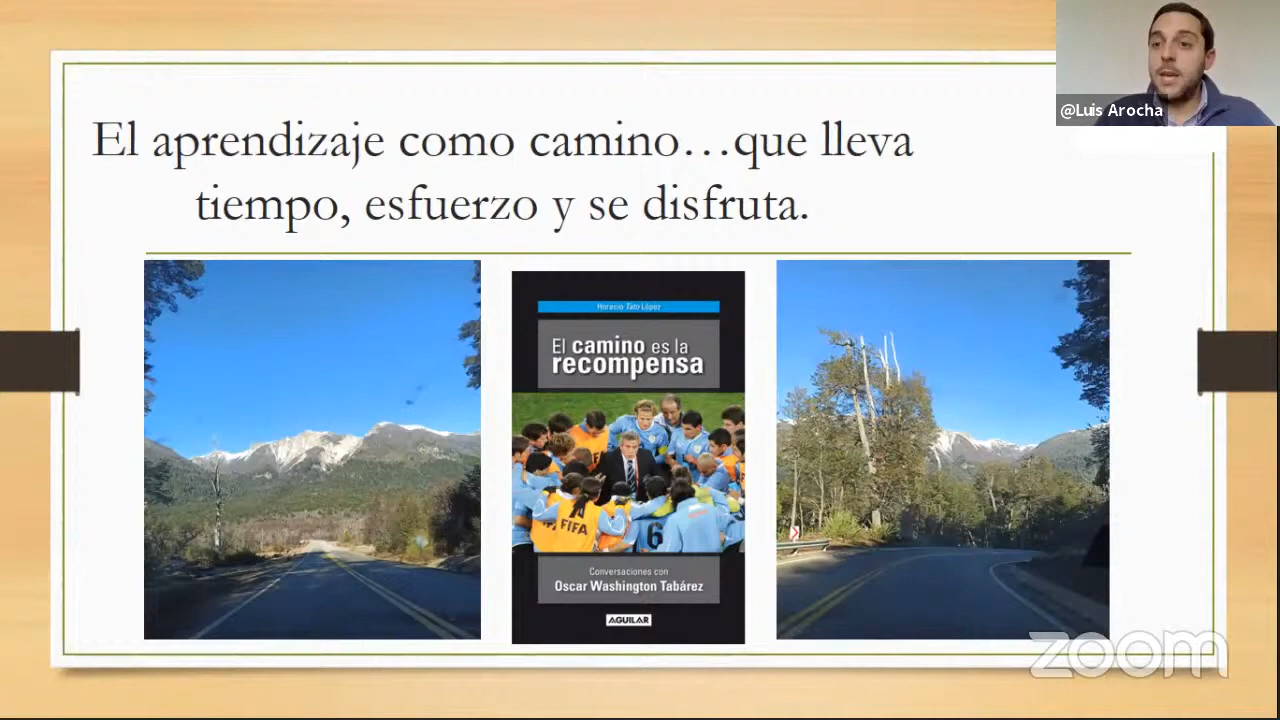 @Luis Arocha
El aprendizaje como camino…que lleva
tiempo, esfuerzo y se disfruta.
Horacio Tato López
El camino es la
recompensa
FIFA
6
Conversaciones con
Oscar Washington Tabárez
AGUILAR
zoom